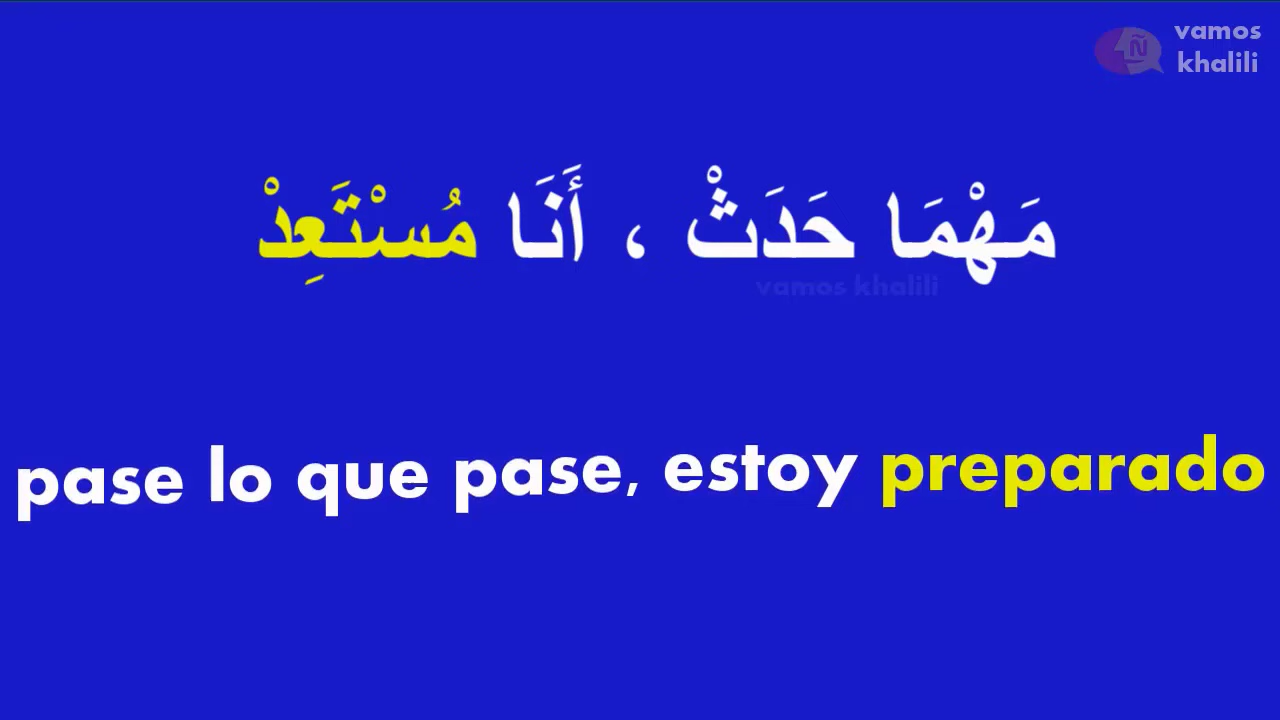 vamos
khalili
مَهْمَا حَدَثْ ، أَنَا مُسْتَعِدْ
vamos khalili
pase lo que pase, estoy preparado